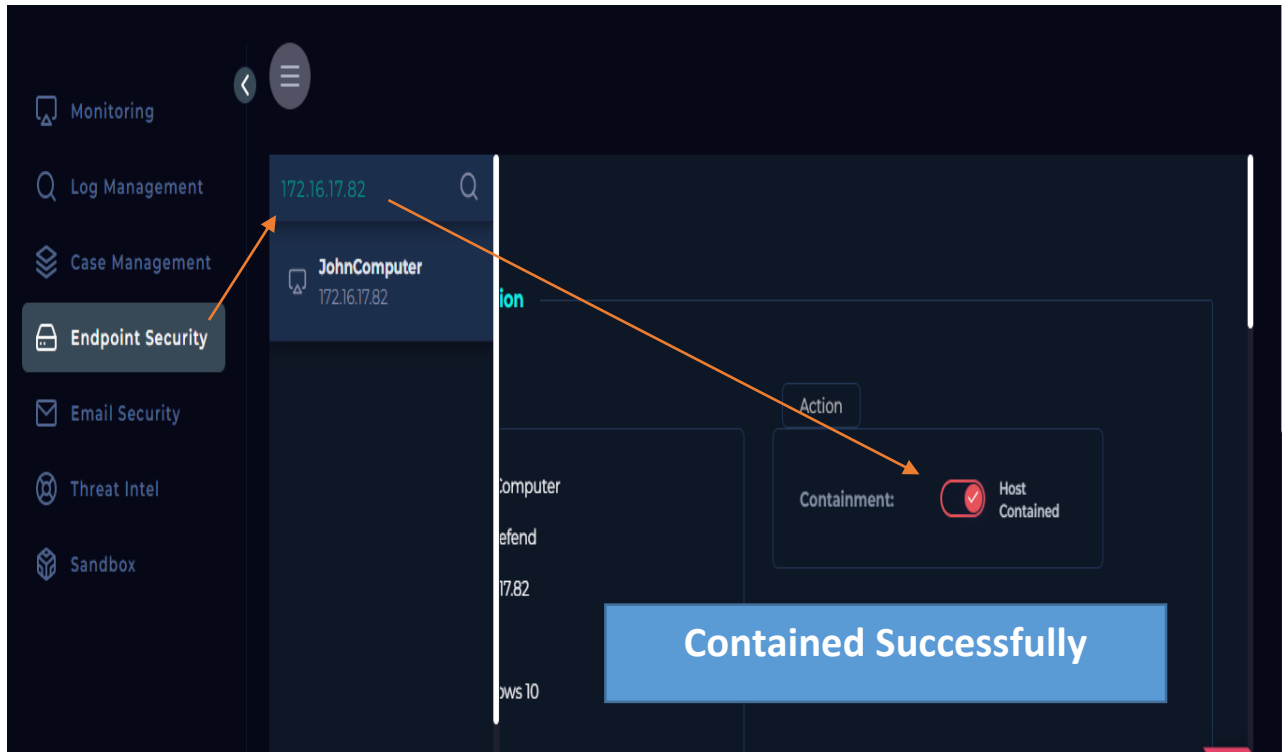 Monitoring
Log Management
Case Management
Endpoint Security
Email Security
Threat Intel
Sandbox
172.16.17.82
JohnComputer
172.16.17.82
ion
Action
Computer
efend
17.82
ows 10
Containment:
Host
Contained
Contained Successfully